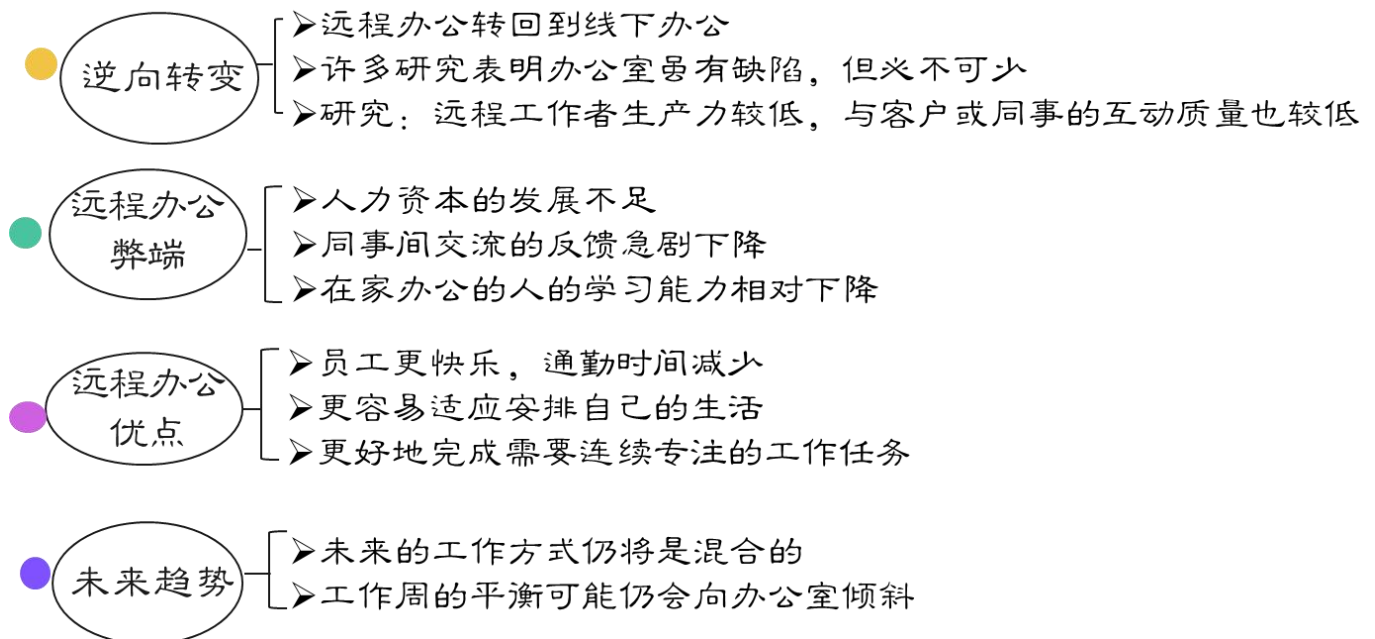 逆向转变
➢远程办公转回到线下办公
➢许多研究表明办公室虽有缺陷，但必不可少
➢研究：远程工作者生产力较低，与客户或同事的互动质量也较低
远程办公
弊端
➢人力资本的发展不足
➢同事间交流的反馈急剧下降
➢在家办公的人的学习能力相对下降
远程办公
优点
➢员工更快乐，通勤时间减少
➢更容易适应安排自己的生活
➢更好地完成需要连续专注的工作任务
未来趋势
➢未来的工作方式仍将是混合的
➢工作周的平衡可能仍会向办公室倾斜